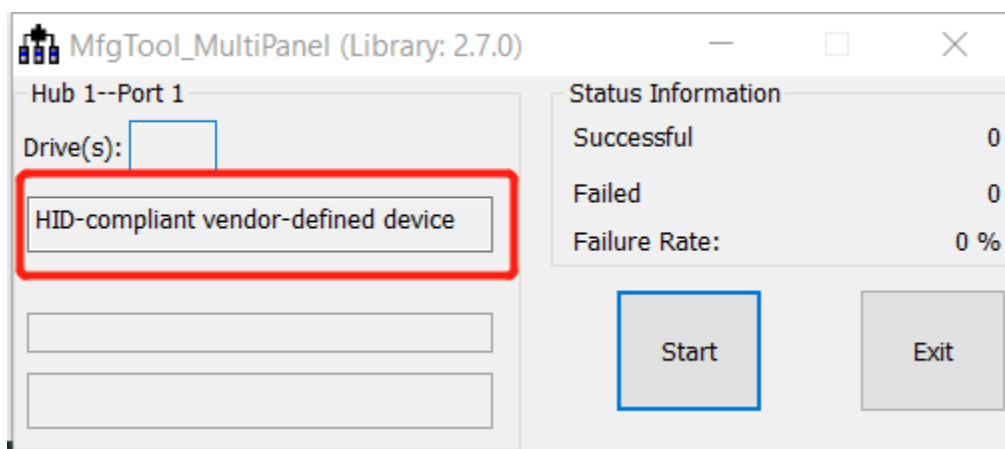 MfgTool_MultiPanel (Library: 2.7.0)
Hub 1--Port 1
Drive(s):
HID-compliant vendor-defined device
Status Information
Successful 0
Failed 0
Failure Rate: 0 %
Start
Exit